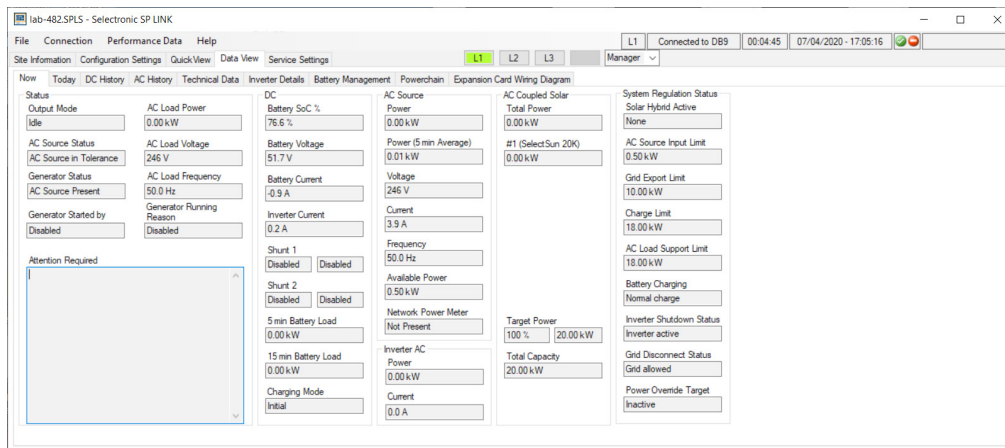 lab-482.SPLS - Selectronic SP LINK
File Connection Performance Data Help
L1 Connected to DB9 00:04:45 07/04/2020 - 17:05:16
Site Information Configuration Settings Quick View Data View Service Settings L1 L2 L3 Manager
Now Today DC History AC History Technical Data Inverter Details Battery Management Powerchain Expansion Card Wiring Diagram
Status
Output Mode
Idle
AC Load Power
0.00 kW
AC Source Status
AC Source in Tolerance
AC Load Voltage
246 V
Generator Status
AC Source Present
AC Load Frequency
50.0 Hz
Generator Started by
Disabled
Generator Running
Reason
Disabled
Attention Required
DC
Battery SoC %
76.6 %
Battery Voltage
51.7 V
Battery Current
-0.9 A
Inverter Current
0.2 A
Shunt 1
Disabled Disabled
Shunt 2
Disabled Disabled
5 min Battery Load
0.00 kW
15 min Battery Load
0.00 kW
Charging Mode
Initial
AC Source
Power
0.00 kW
Power (5 min Average)
0.01 kW
Voltage
246 V
Current
3.9 A
Frequency
50.0 Hz
Available Power
0.50 kW
Network Power Meter
Not Present
Inverter AC
Power
0.00 kW
Current
0.0 A
AC Coupled Solar
Total Power
0.00 kW
#1 (SelectSun 20K)
0.00 kW
Target Power
100 % 20.00 kW
Total Capacity
20.00 kW
System Regulation Status
Solar Hybrid Active
None
AC Source Input Limit
0.50 kW
Grid Export Limit
10.00 kW
Charge Limit
18.00 kW
AC Load Support Limit
18.00 kW
Battery Charging
Normal charge
Inverter Shutdown Status
Inverter active
Grid Disconnect Status
Grid allowed
Power Override Target
Inactive